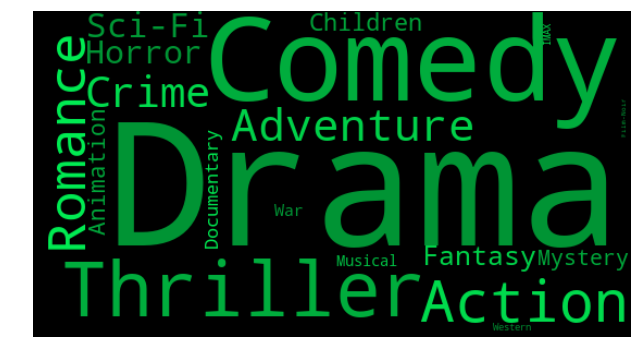 Sci-Fi
Children
Comedy
IMAX
Horror
Romance
Crime
Adventure
Film-Noir
Animation
Drama
Documentary
War
Thriller
Musical
Fantasy
Mystery
Action
Western